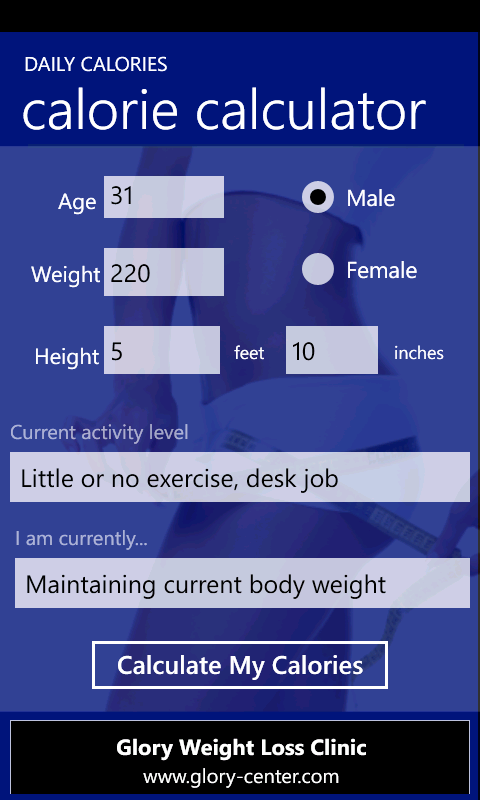 DAILY CALORIES
calorie calculator
Age 31 Male
Weight 220 Female
Height 5 feet 10 inches
Current activity level
Little or no exercise, desk job
I am currently...
Maintaining current body weight
Calculate My Calories
Glory Weight Loss Clinic
www.glory-center.com